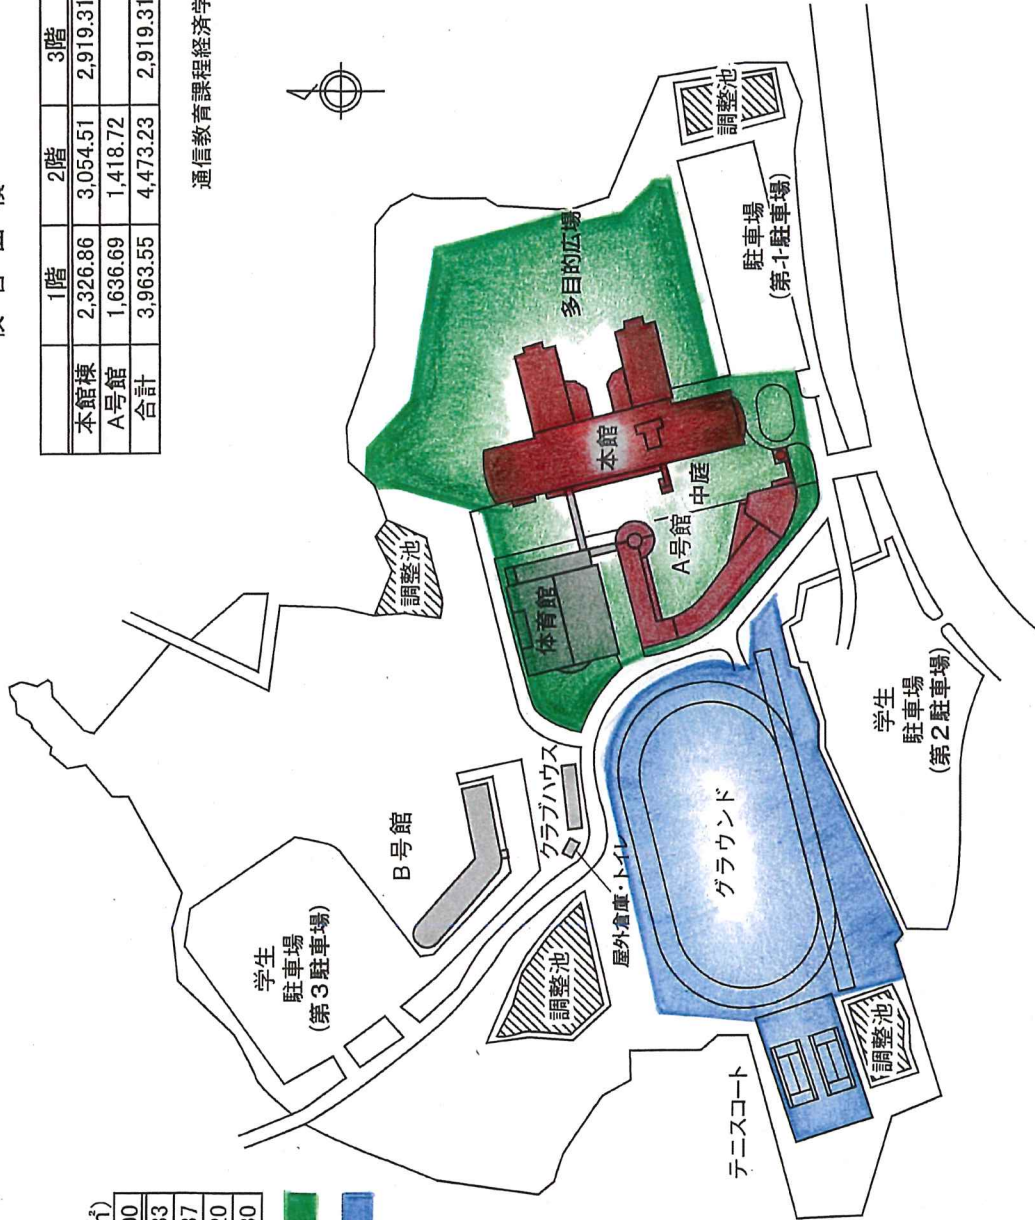 1階 2階 3階
本館棟 2,326.86 3,054.51 2,919.31
A号館 1,636.69 1,418.72
合計 3,963.55 4,473.23 2,919.31
通信教育課程経済学
調整池
駐車場
(第1駐車場)
多目的広場
本館
中庭
A号館
体育館
調整池
学生
駐車場
(第2駐車場)
グラウンド
クラブハウス
屋外倉庫・トイレ
B号館
学生
駐車場
(第3駐車場)
調整池
調整池
テニスコート